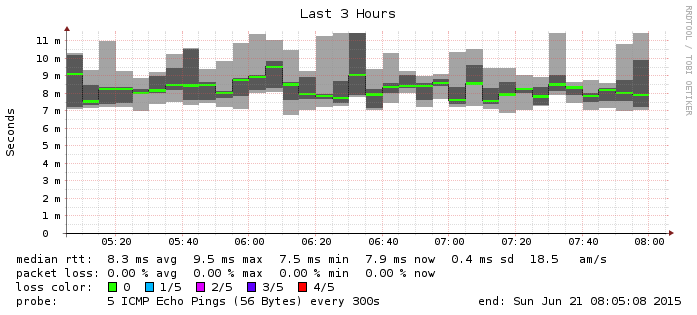 Last 3 Hours
RRDTOOL / TOBI OETIKER
Seconds
11 m
10 m
9 m
8 m
7 m
6 m
5 m
4 m
3 m
2 m
1 m
0
05:20 05:40 06:00 06:20 06:40 07:00 07:20 07:40 08:00
median rtt: 8.3 ms avg 9.5 ms max 7.5 ms min 7.9 ms now 0.4 ms sd 18.5 am/s
packet loss: 0.00 % avg 0.00 % max 0.00 % min 0.00 % now
loss color: 0 1/5 2/5 3/5 4/5
probe: 5 ICMP Echo Pings (56 Bytes) every 300s end: Sun Jun 21 08:05:08 2015